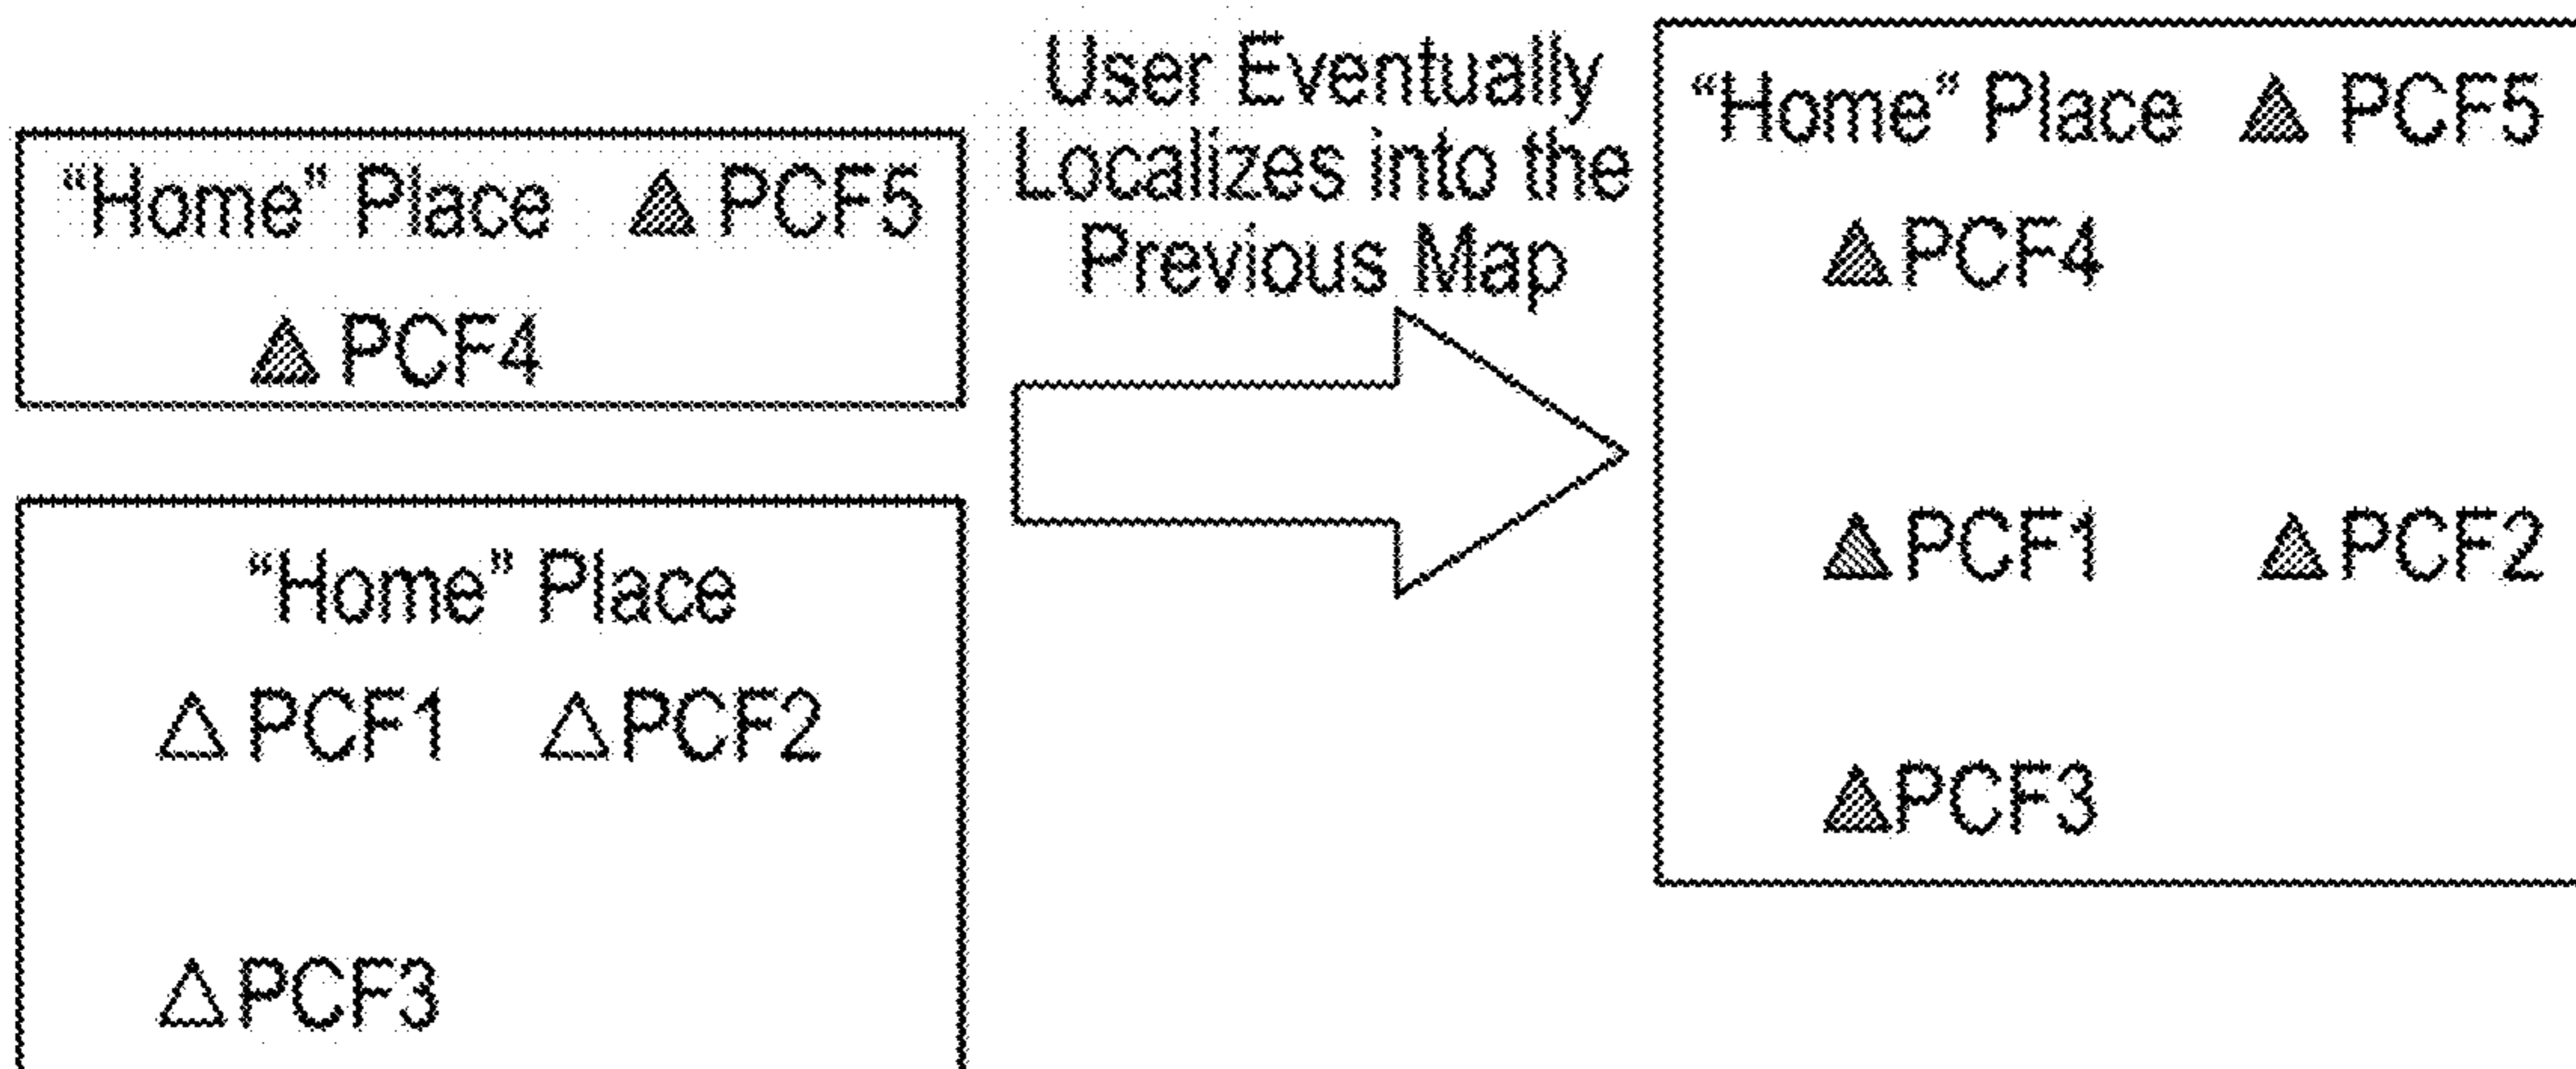 "Home" Place PCF5
PCF4
"Home" Place
PCF1 PCF2
PCF3
User Eventually
Localizes into the
Previous Map
"Home" Place PCF5
PCF4
PCF1 PCF2
PCF3